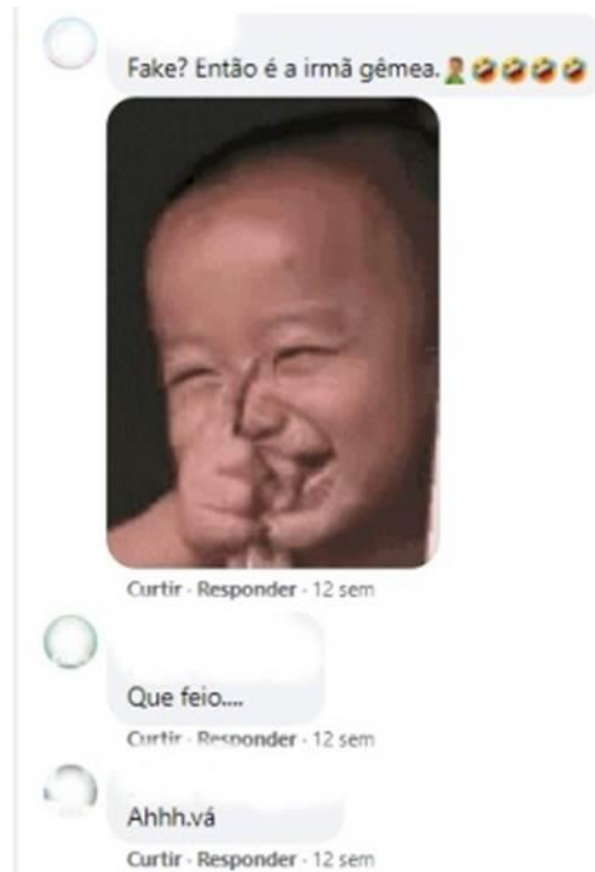 Fake? Então é a irmã gêmea. 🤦🏽‍♂️🤣🤣🤣🤣
Curtir · Responder · 12 sem
Que feio....
Curtir · Responder · 12 sem
Ahhh.vá
Curtir · Responder · 12 sem